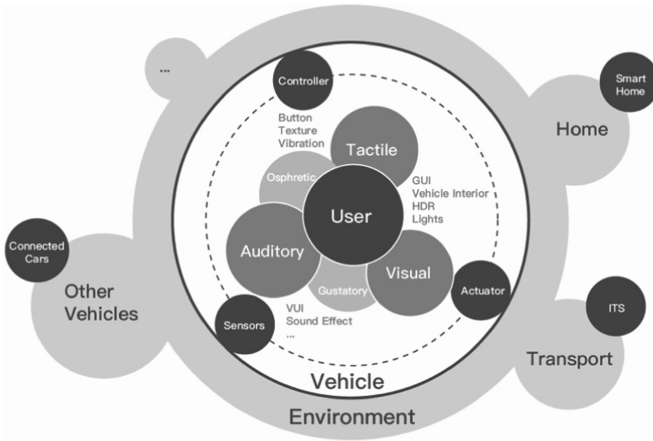 ...
Controller
Smart
Home
Home
Button
Texture
Vibration
Tactile
Osphretic
GUI
Vehicle Interior
HDR
Lights
User
Connected
Cars
Auditory
Visual
Gustatory
Actuator
Other
Vehicles
VUI
Sound Effect
...
Sensors
ITS
Transport
Vehicle
Environment